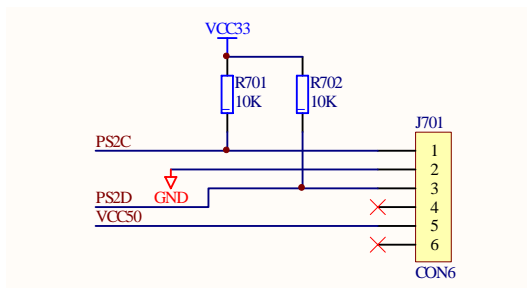 VCC33
R701
10K
R702
10K
J701
PS2C
1
2
3
4
5
6
GND
PS2D
VCC50
CON6